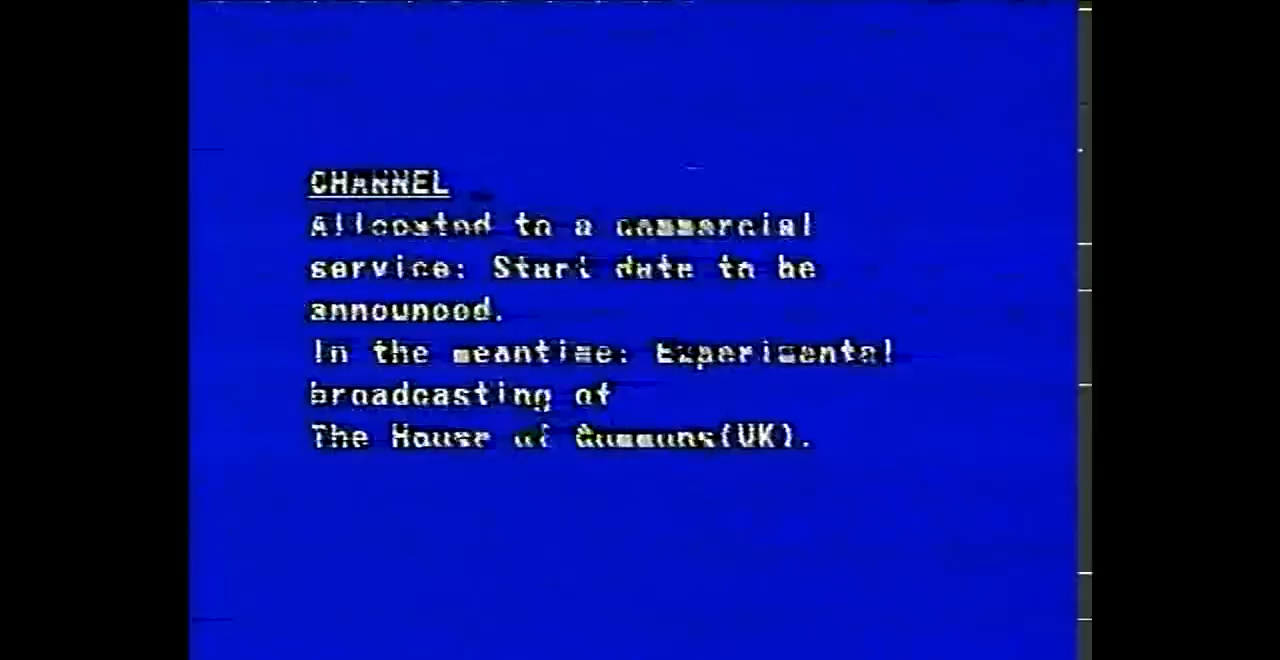 CHANNEL
Allocated to a commercial
service: Start date to be
announced.
In the meantime: Experimental
broadcasting of
The House of Commons(UK).